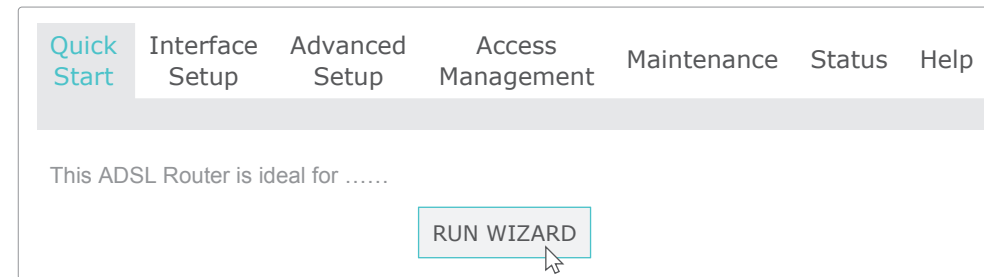 Quick Start
Interface Setup
Advanced Setup
Access Management
Maintenance
Status
Help
This ADSL Router is ideal for ……
RUN WIZARD